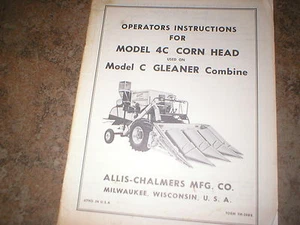 OPERATORS INSTRUCTIONS
FOR
MODEL 4C CORN HEAD
USED ON
Model C GLEANER Combine
ALLIS-CHALMERS MFG. CO.
MILWAUKEE, WISCONSIN, U. S. A.